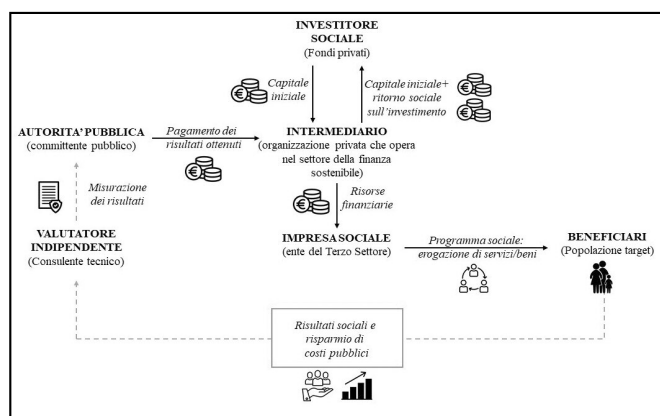 INVESTITORE
SOCIALE
(Fondi privati)
Capitale
iniziale
Capitale iniziale+
ritorno sociale
sull'investimento
AUTORITA' PUBBLICA
(committente pubblico)
Pagamento dei
risultati ottenuti
INTERMEDIARIO
(organizzazione privata che opera
nel settore della finanza
sostenibile)
Misurazione
dei risultati
Risorse
finanziarie
VALUTATORE
INDIPENDENTE
(Consulente tecnico)
IMPRESA SOCIALE
(ente del Terzo Settore)
Programma sociale:
erogazione di servizi/beni
BENEFICIARI
(Popolazione target)
Risultati sociali e
risparmio di
costi pubblici